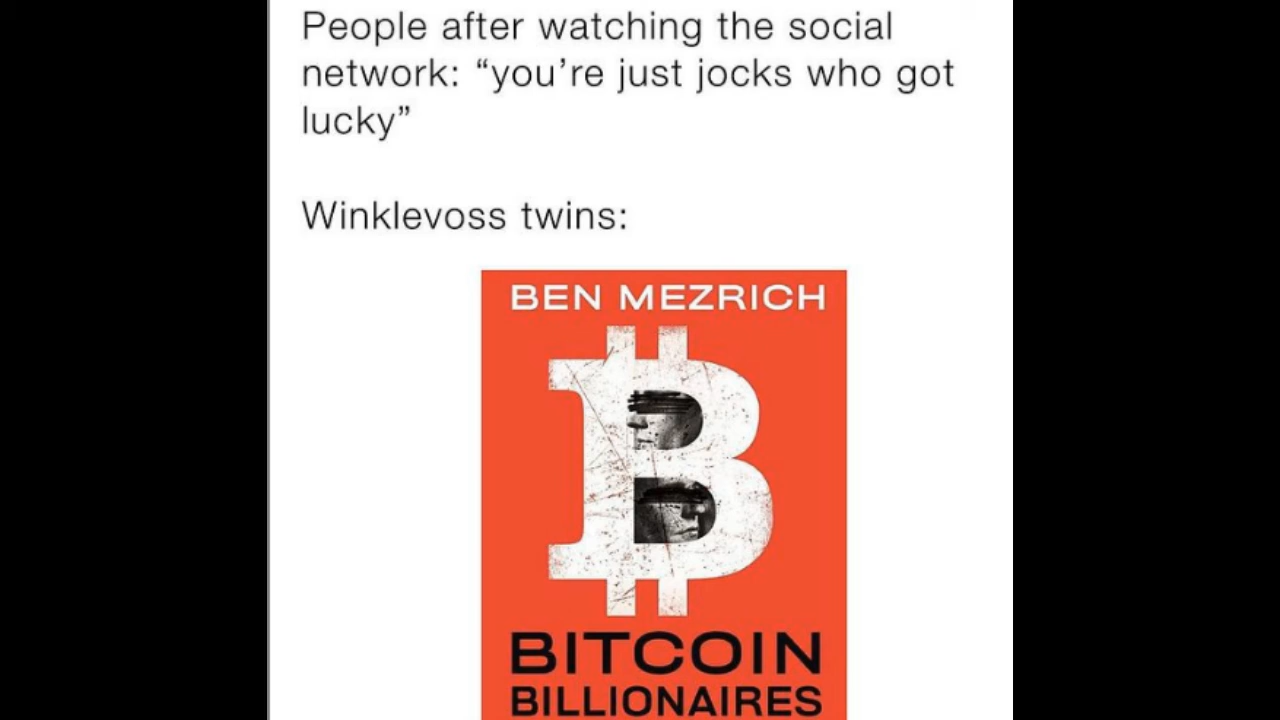 People after watching the social
network: “you’re just jocks who got
lucky”
Winklevoss twins:
BEN MEZRICH
BITCOIN
BILLIONAIRES